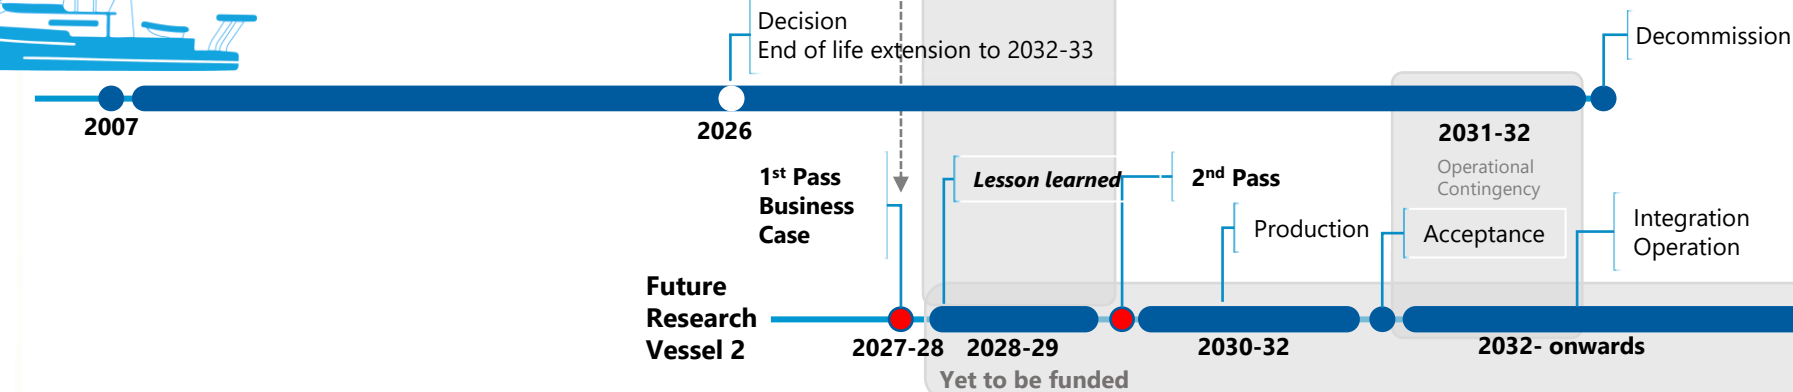 Decision
End of life extension to 2032-33
Decommission
2007
2026
2031-32
Operational
Contingency
1st Pass
Business
Case
Lesson learned
2nd Pass
Production
Acceptance
Integration
Operation
Future
Research
Vessel 2
2027-28
2028-29
2030-32
2032- onwards
Yet to be funded